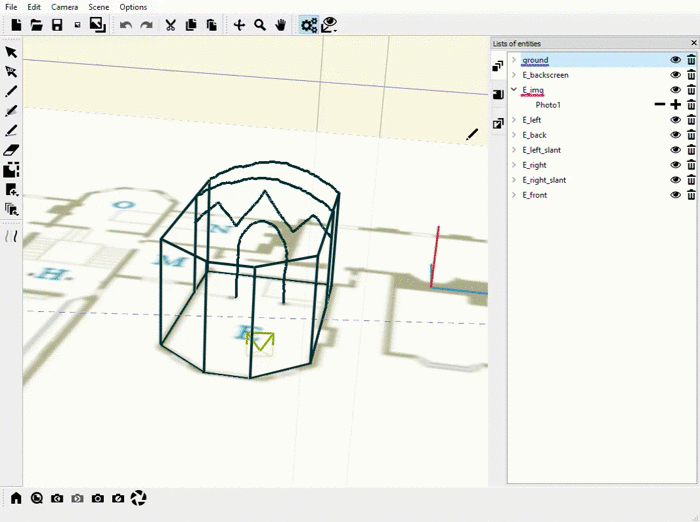 File Edit Camera Scene Options
Lists of entities
ground
E_backscreen
E_img
Photo1
E_left
E_back
E_left_slant
E_right
E_right_slant
E_front
O
N
M
H.
E